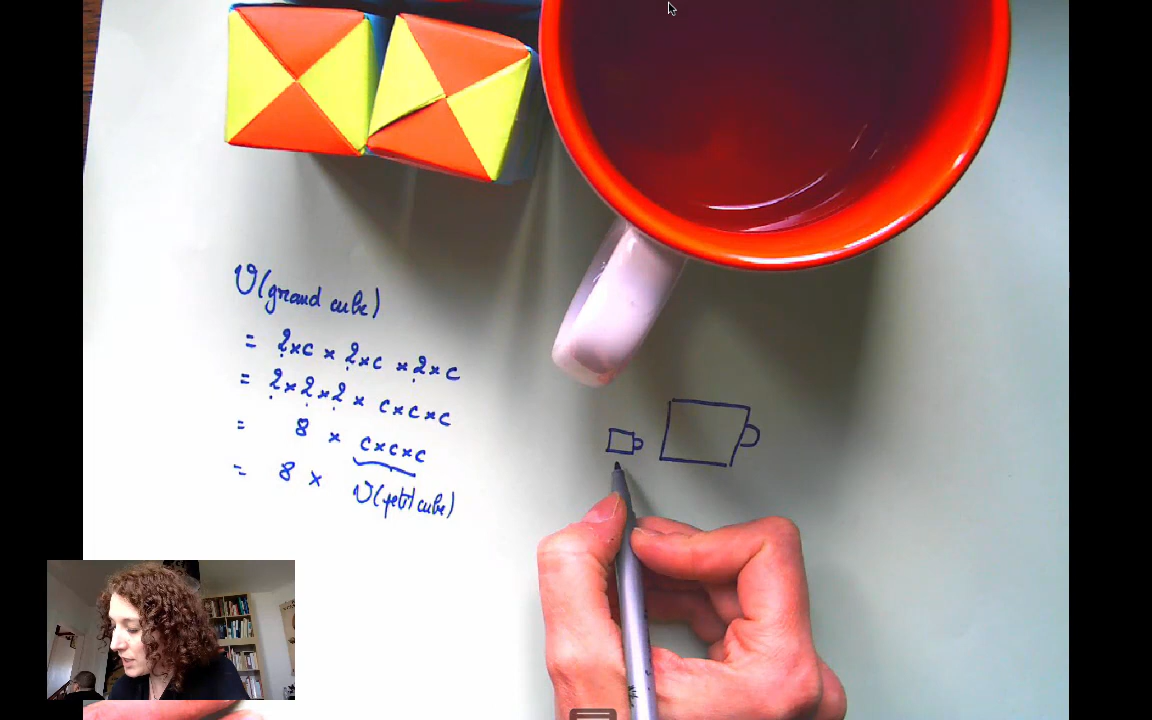 V(grand cube)
= 2×c × 2×c × 2×c
= 2×2×2 × c×c×c
= 8 × c×c×c
= 8 × V(petit cube)